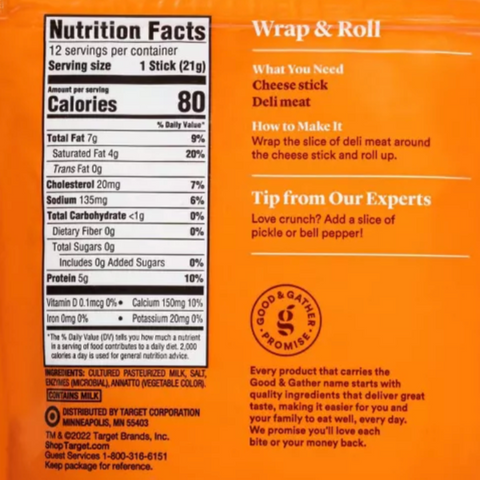 Nutrition Facts
12 servings per container
Serving size 1 Stick (21g)
Amount per serving
Calories 80
% Daily Value*
Total Fat 7g 9%
Saturated Fat 4g 20%
Trans Fat 0g
Cholesterol 20mg 7%
Sodium 135mg 6%
Total Carbohydrate <1g 0%
Dietary Fiber 0g 0%
Total Sugars 0g
Includes 0g Added Sugars 0%
Protein 5g 10%
Vitamin D 0.1mcg 0% • Calcium 150mg 10%
Iron 0mg 0% • Potassium 20mg 0%
*The % Daily Value (DV) tells you how much a nutrient
in a serving of food contributes to a daily diet. 2,000
calories a day is used for general nutrition advice.
INGREDIENTS: CULTURED PASTEURIZED MILK, SALT,
ENZYMES (MICROBIAL), ANNATTO (VEGETABLE COLOR).
CONTAINS MILK
DISTRIBUTED BY TARGET CORPORATION
MINNEAPOLIS, MN 55403
TM & ©2022 Target Brands, Inc.
ShopTarget.com
Guest Services 1-800-316-6151
Keep package for reference.
Wrap & Roll
What You Need
Cheese stick
Deli meat
How to Make It
Wrap the slice of deli meat around
the cheese stick and roll up.
Tip from Our Experts
Love crunch? Add a slice of
pickle or bell pepper!
GOOD & GATHER
g
• PROMISE •
Every product that carries the
Good & Gather name starts with
quality ingredients that deliver great
taste, making it easier for you and
your family to eat well, every day.
We promise you'll love each
bite or your money back.